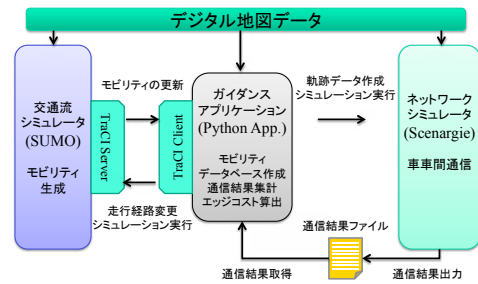 デジタル地図データ
交通流
シミュレータ
(SUMO)
モビリティ
生成
TraCI Server
モビリティの更新
走行経路変更
シミュレーション実行
TraCI Client
ガイダンス
アプリケーション
(Python App.)
モビリティ
データベース作成
通信結果集計
エッジコスト算出
軌跡データ作成
シミュレーション実行
ネットワーク
シミュレータ
(Scenargie)
車車間通信
通信結果ファイル
通信結果取得
通信結果出力